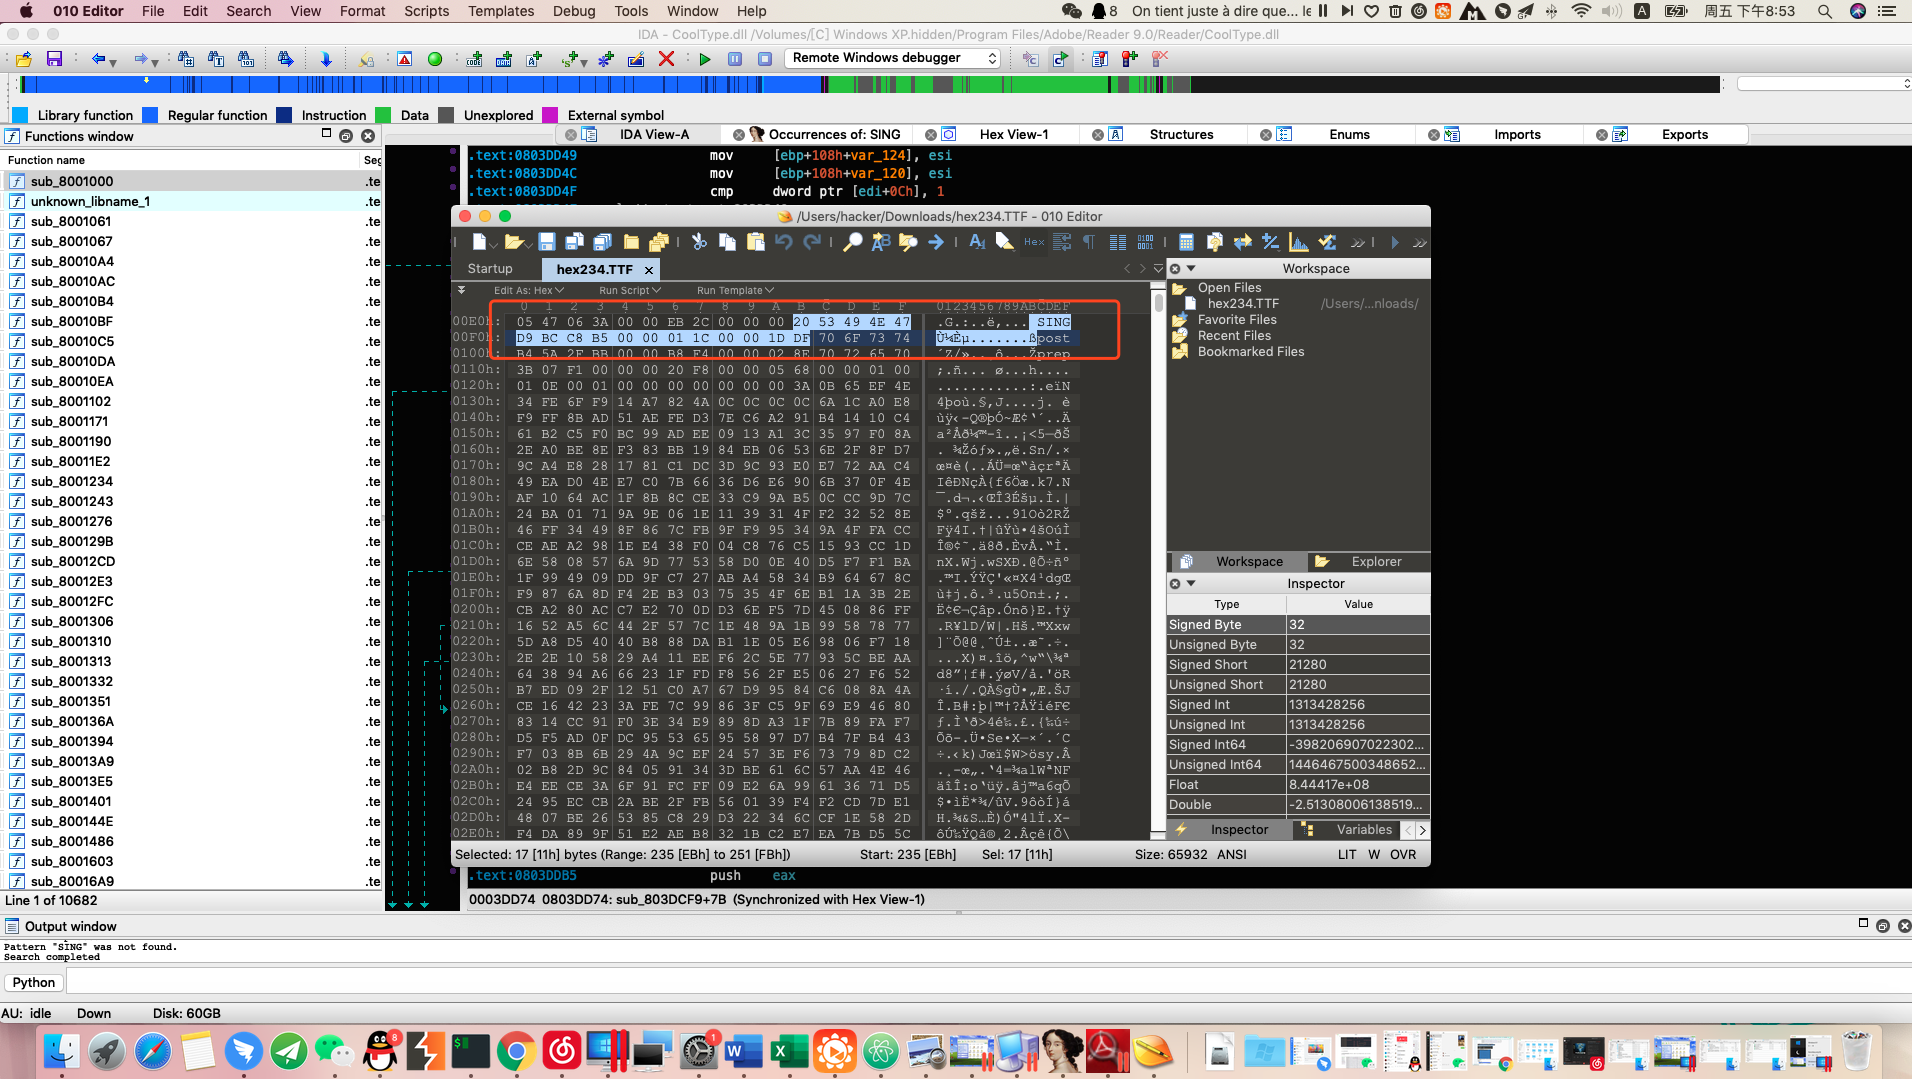 010 Editor File Edit Search View Format Scripts Templates Debug Tools Window Help 8 On tient juste à dire que... le 周五 下午8:53
IDA - CoolType.dll /Volumes/[C] Windows XP.hidden/Program Files/Adobe/Reader 9.0/Reader/CoolType.dll
Remote Windows debugger
Library function Regular function Instruction Data Unexplored External symbol
Functions window
IDA View-A Occurrences of: SING Hex View-1 Structures Enums Imports Exports
Function name Seg
sub_8001000 .te
unknown_libname_1 .te
sub_8001061 .te
sub_8001067 .te
sub_80010A4 .te
sub_80010AC .te
sub_80010B4 .te
sub_80010BF .te
sub_80010C5 .te
sub_80010DA .te
sub_80010EA .te
sub_8001102 .te
sub_8001171 .te
sub_8001190 .te
sub_80011E2 .te
sub_8001234 .te
sub_8001243 .te
sub_8001276 .te
sub_800129B .te
sub_80012CD .te
sub_80012E3 .te
sub_80012FC .te
sub_8001306 .te
sub_8001310 .te
sub_8001313 .te
sub_8001332 .te
sub_8001351 .te
sub_800136A .te
sub_8001394 .te
sub_80013A9 .te
sub_80013E5 .te
sub_8001401 .te
sub_800144E .te
sub_8001486 .te
sub_8001603 .te
sub_80016A9 .te
Line 1 of 10682
.text:0803DD49 mov [ebp+108h+var_124], esi
.text:0803DD4C mov [ebp+108h+var_120], esi
.text:0803DD4F cmp dword ptr [edi+0Ch], 1
/Users/hacker/Downloads/hex234.TTF - 010 Editor
Startup hex234.TTF
Edit As: Hex Run Script Run Template
0 1 2 3 4 5 6 7 8 9 A B C D E F 0123456789ABCDEF
00E0h: 05 47 06 3A 00 00 EB 2C 00 00 00 20 53 49 4E 47 .G.:..ë,... SING
00F0h: D9 BC C8 B5 00 00 01 1C 00 00 1D DF 70 6F 73 74 Ù¼Èµ.......ßpost
0100h: B4 5A 2F BB 00 00 B8 F4 00 00 02 8E 70 72 65 70 ´Z/»..¸ô...Žprep
0110h: 3B 07 F1 00 00 00 20 F8 00 00 05 68 00 00 01 00 ;.ñ... ø...h....
0120h: 01 0E 00 01 00 00 00 00 00 00 00 3A 0B 65 EF 4E ...........:.eïN
0130h: 34 FE 6F F9 14 A7 82 4A 0C 0C 0C 0C 6A 1C A0 E8
0140h: F9 FF 8B AD 51 AE FE D3 7E C6 A2 91 B4 14 10 C4
0150h: 61 B2 C5 F0 BC 99 AD EE 09 13 A1 3C 35 97 F0 8A
0160h: 2E A0 BE 8E F3 83 BB 19 84 EB 06 53 6E 2F 8F D7
0170h: 9C A4 E8 28 17 81 C1 DC 3D 9C 93 E0 E7 72 AA C4
0180h: 49 EA D0 4E E7 C0 7B 66 36 D6 E6 90 6B 37 0F 4E
0190h: AF 10 64 AC 1F 8B 8C CE 33 C9 9A B5 0C CC 9D 7C
01A0h: 24 BA 01 71 9A 9E 06 1E 11 39 31 4F F2 32 52 8E
01B0h: 46 FF 34 49 8F 86 7C FB 9F F9 95 34 9A 4F FA CC
01C0h: CE AE A2 98 1E E4 38 F0 04 C8 76 C5 15 93 CC 1D
01D0h: 6E 58 08 57 6A 9D 77 53 58 D0 0E 40 D5 F7 F1 BA
01E0h: 1F 99 49 09 DD 9F C7 27 AB A4 58 34 B9 64 67 8C
01F0h: F9 87 6A 8D F4 2E B3 03 75 35 4F 6E B1 1A 3B 2E
0200h: CB A2 80 AC C7 E2 70 0D D3 6E F5 7D 45 08 86 FF
0210h: 16 52 A5 6C 44 2F 57 7C 1E 48 9A 1B 99 58 78 77
0220h: 5D A8 D5 40 40 B8 88 DA B1 1E 05 E6 98 06 F7 18
0230h: 2E 2E 10 58 29 A4 11 EE F6 2C 5E 77 93 5C BE AA
0240h: 64 38 94 A6 66 23 1F FD F8 56 2F E5 06 27 F6 52
0250h: B7 ED 09 2F 12 51 C0 A7 67 D9 95 84 C6 08 8A 4A
0260h: CE 16 42 23 3A FE 7C 99 86 3F C5 9F 69 E9 46 80
0270h: 83 14 CC 91 F0 3E 34 E9 89 8D A3 1F 7B 89 FA F7
0280h: D5 F5 AD 0F DC 95 53 65 95 58 97 D7 B4 7F B4 43
0290h: F7 03 8B 6B 29 4A 9C EF 24 57 3E F6 73 79 8D C2
02A0h: 02 B8 2D 9C 84 05 91 34 3D BE 61 6C 57 AA 4E 46
02B0h: E4 EE CE 3A 6F 91 FC FF 09 E2 6A 99 61 36 71 D5
02C0h: 24 95 EC CB 2A BE 2F FB 56 01 39 F4 F2 CD 7D E1
02D0h: 48 07 BE 26 53 85 C8 29 D3 22 34 6C CF 1E 58 2D
02E0h: F4 DA 89 9F 51 E2 AE B8 32 1B C2 E7 EA 7B D5 5C
Workspace
Open Files
hex234.TTF /Users/...nloads/
Favorite Files
Recent Files
Bookmarked Files
Workspace Explorer
Inspector
Type Value
Signed Byte 32
Unsigned Byte 32
Signed Short 21280
Unsigned Short 21280
Signed Int 1313428256
Unsigned Int 1313428256
Signed Int64 -398206907022302...
Unsigned Int64 1446467500348652...
Float 8.44417e+08
Double -2.51308006138519...
Inspector Variables
Selected: 17 [11h] bytes (Range: 235 [EBh] to 251 [FBh]) Start: 235 [EBh] Sel: 17 [11h] Size: 65932 ANSI LIT W OVR
.text:0803DDB5 push eax
0003DD74 0803DD74: sub_803DCF9+7B (Synchronized with Hex View-1)
Output window
Pattern "SING" was not found.
Search completed
Python
AU: idle Down Disk: 60GB